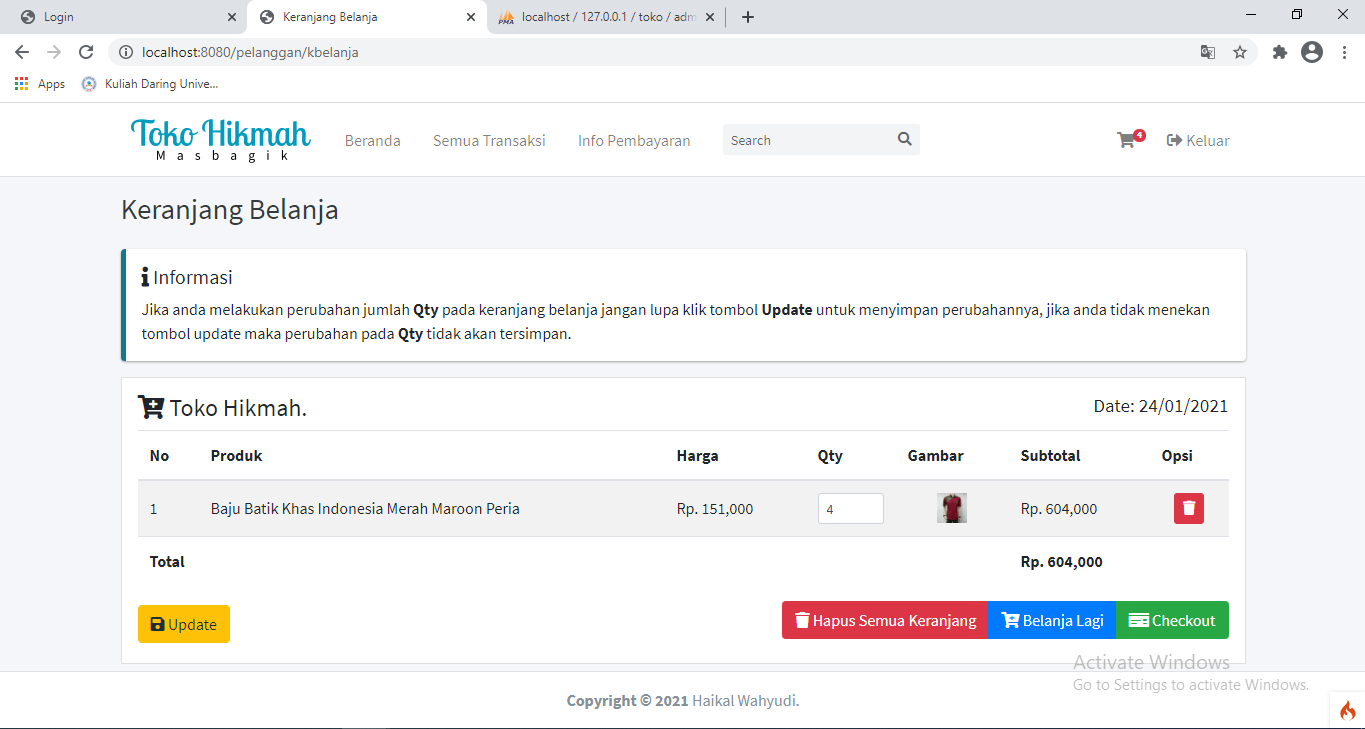 Login
Keranjang Belanja
localhost / 127.0.0.1 / toko / adm
localhost:8080/pelanggan/kbelanja
Apps
Kuliah Daring Unive...
Toko Hikmah
Masbagik
Beranda
Semua Transaksi
Info Pembayaran
Search
4
Keluar
Keranjang Belanja
Informasi
Jika anda melakukan perubahan jumlah Qty pada keranjang belanja jangan lupa klik tombol Update untuk menyimpan perubahannya, jika anda tidak menekan
tombol update maka perubahan pada Qty tidak akan tersimpan.
Toko Hikmah.
Date: 24/01/2021
No Produk Harga Qty Gambar Subtotal Opsi
1 Baju Batik Khas Indonesia Merah Maroon Peria Rp. 151,000 4 Rp. 604,000
Total Rp. 604,000
Update
Hapus Semua Keranjang
Belanja Lagi
Checkout
Activate Windows
Go to Settings to activate Windows.
Copyright © 2021 Haikal Wahyudi.